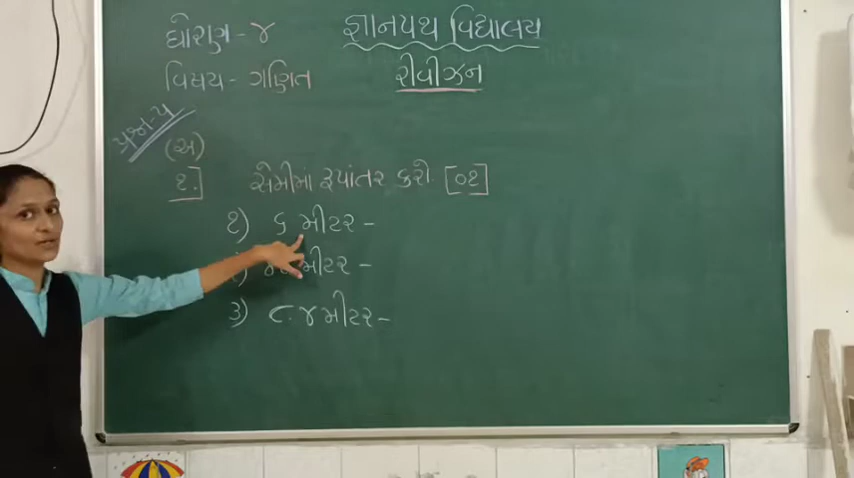 ધોરણ - ૪ જ્ઞાનપથ વિદ્યાલય
વિષય - ગણિત રીવીઝન
પ્રશ્ન-૫
(અ)
૧.] સેમીમાં રૂપાંતર કરો [૦૧]
૧) ૬ મીટર -
મીટર -
૩) ૮.૪ મીટર -